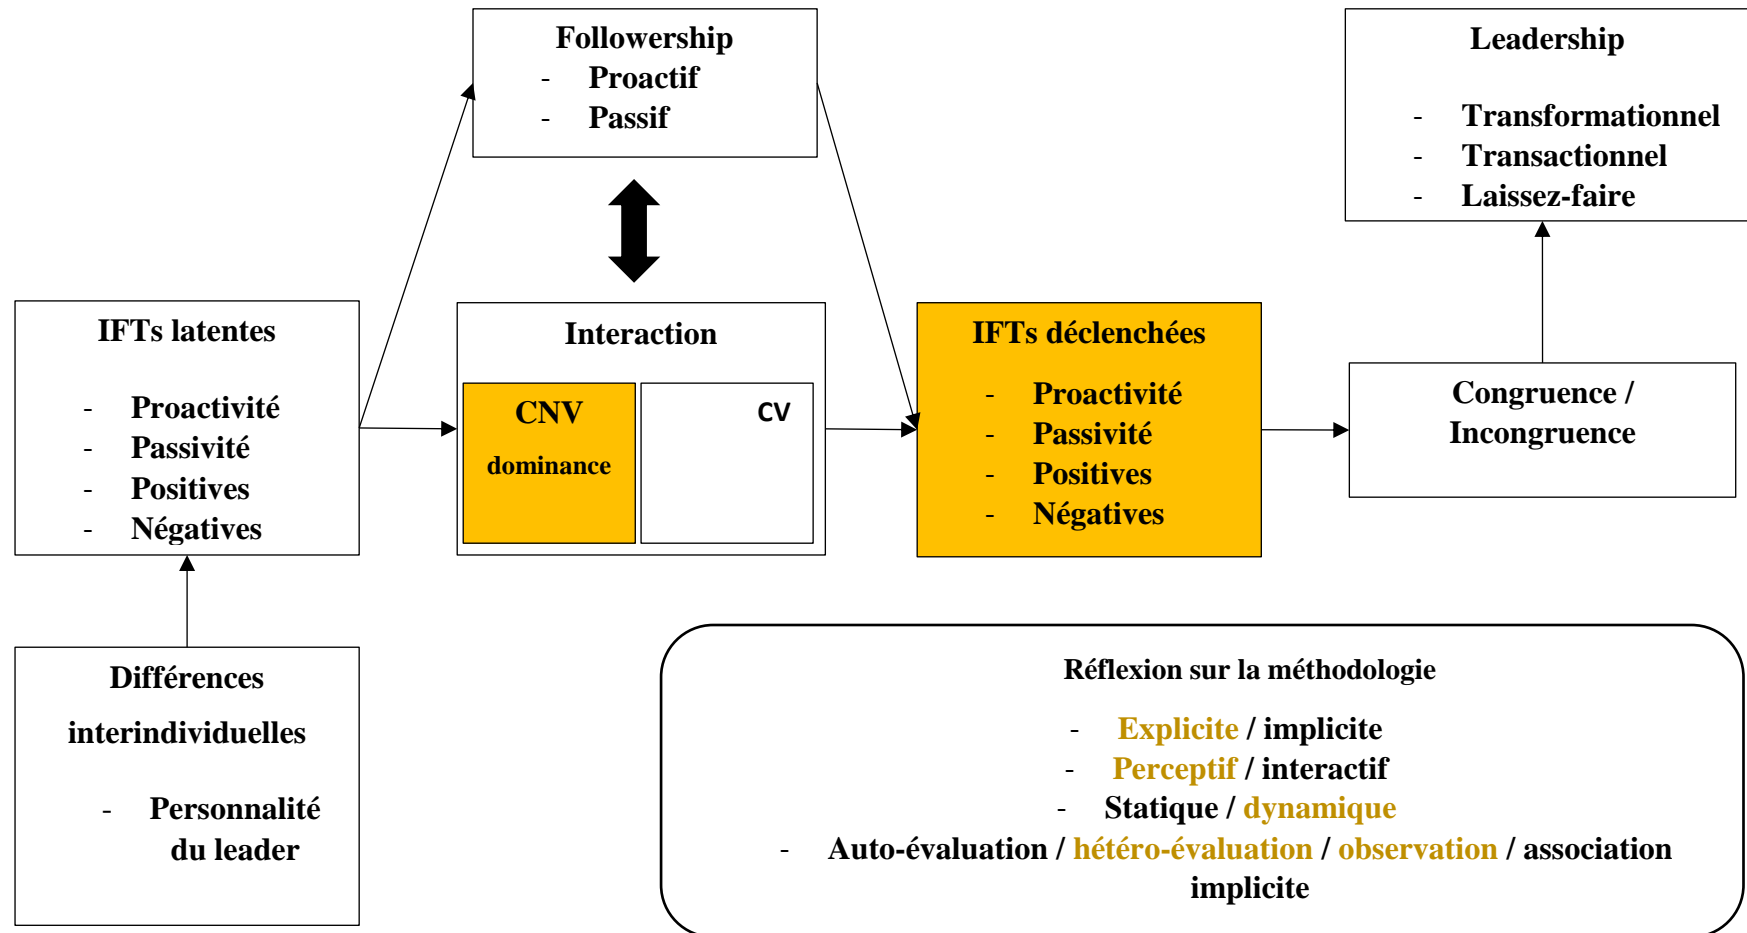 Followership
- Proactif
- Passif
Leadership
- Transformationnel
- Transactionnel
- Laissez-faire
IFTs latentes
- Proactivité
- Passivité
- Positives
- Négatives
Interaction
CNV
dominance
CV
IFTs déclenchées
- Proactivité
- Passivité
- Positives
- Négatives
Congruence /
Incongruence
Différences
interindividuelles
- Personnalité
du leader
Réflexion sur la méthodologie
- Explicite / implicite
- Perceptif / interactif
- Statique / dynamique
- Auto-évaluation / hétéro-évaluation / observation / association
implicite